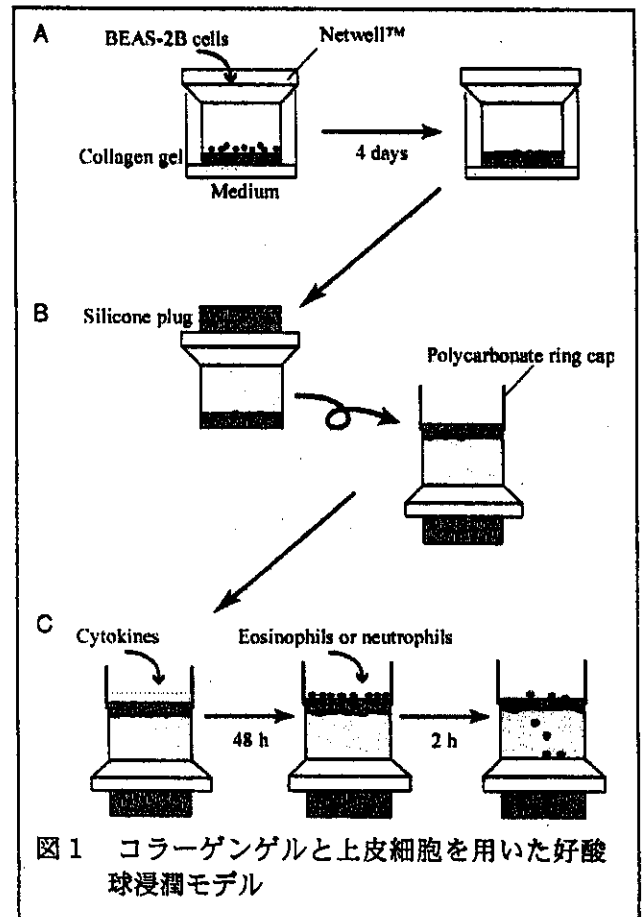 A
BEAS-2B cells
Netwell™
Collagen gel
4 days
Medium
B
Silicone plug
Polycarbonate ring cap
C
Cytokines
Eosinophils or neutrophils
48 h
2 h
図1 コラーゲンゲルと上皮細胞を用いた好酸
球浸潤モデル